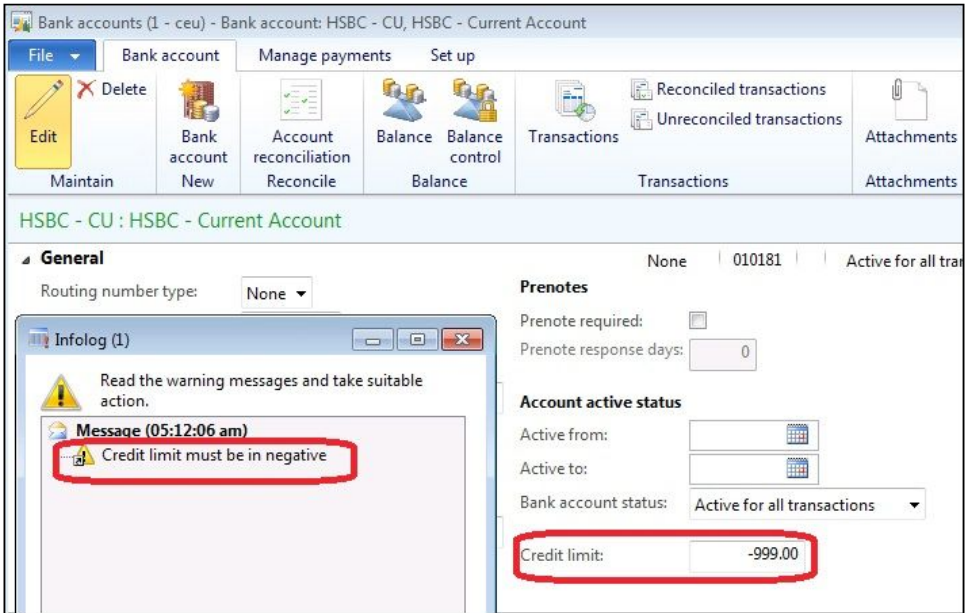 Bank accounts (1 - ceu) - Bank account: HSBC - CU, HSBC - Current Account
File Bank account Manage payments Set up
Edit
Delete
Maintain
Bank
account
New
Account
reconciliation
Reconcile
Balance
Balance
control
Balance
Transactions
Reconciled transactions
Unreconciled transactions
Transactions
Attachments
Attachments
HSBC - CU : HSBC - Current Account
General
None 010181 Active for all tran
Routing number type: None
Prenotes
Prenote required:
Prenote response days: 0
Account active status
Active from:
Active to:
Bank account status: Active for all transactions
Credit limit: -999.00
Infolog (1)
Read the warning messages and take suitable
action.
Message (05:12:06 am)
Credit limit must be in negative